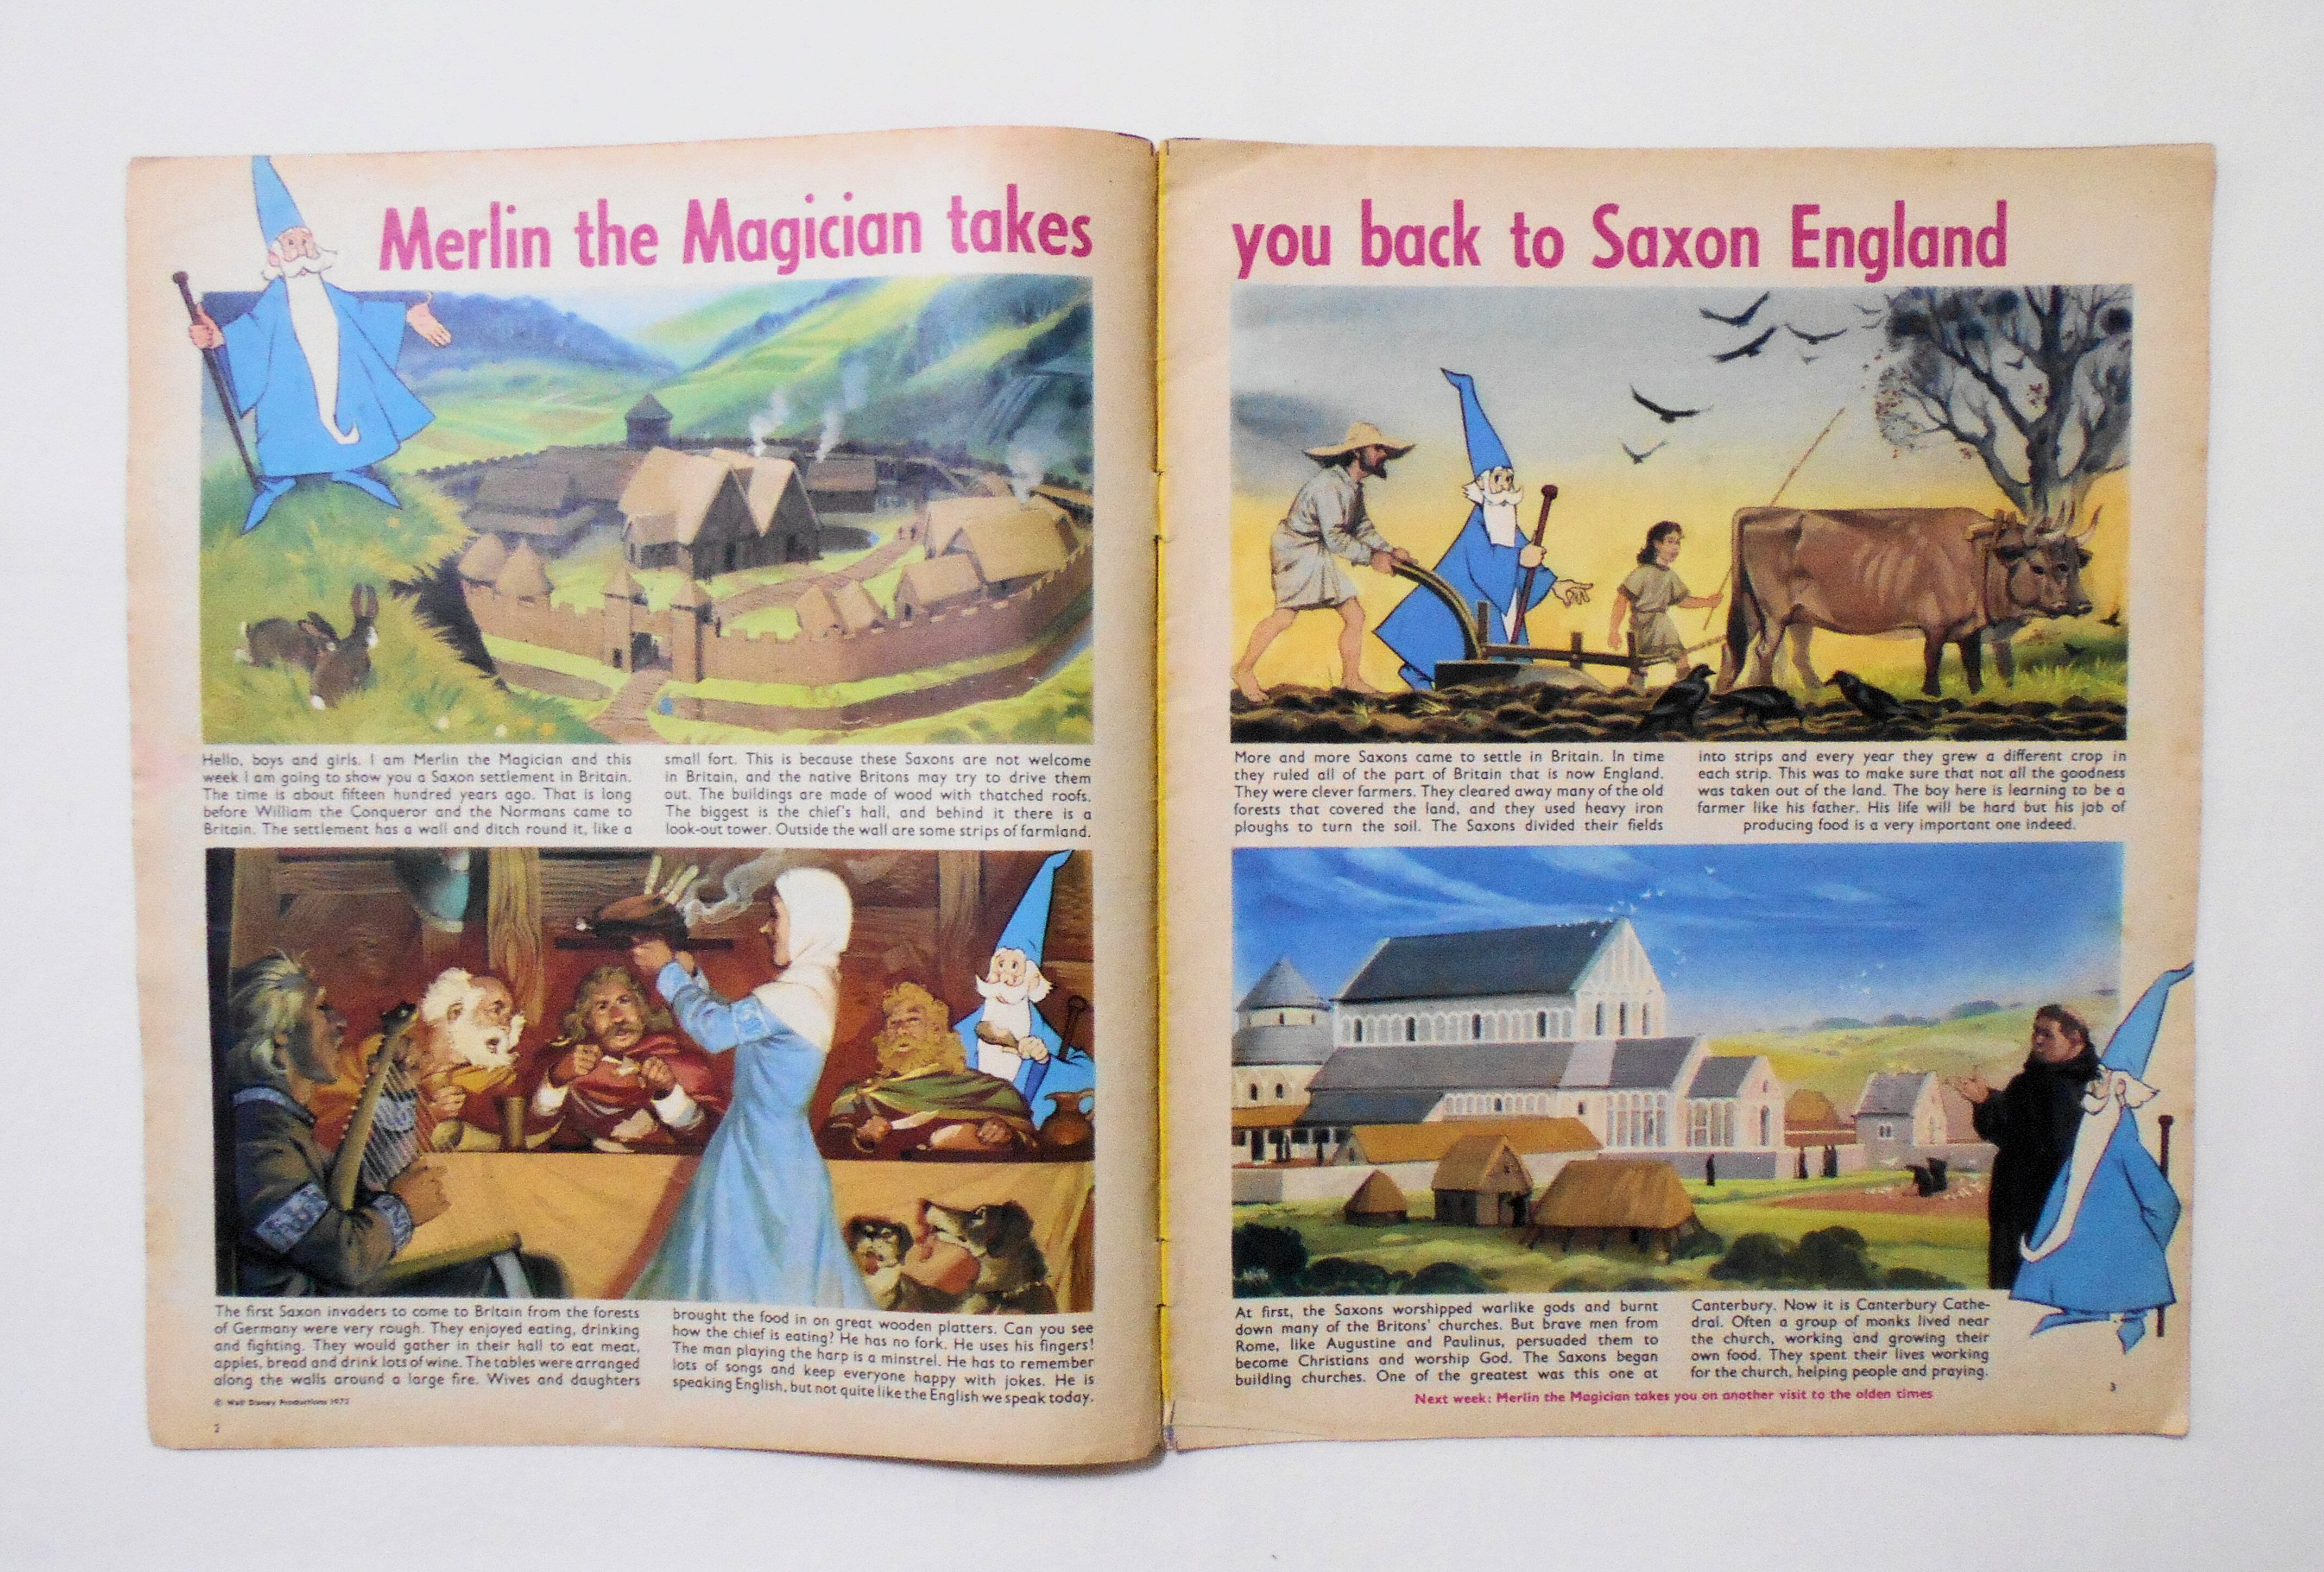 Merlin the Magician takes
you back to Saxon England
Hello, boys and girls. I am Merlin the Magician and this
week I am going to show you a Saxon settlement in Britain.
The time is about fifteen hundred years ago. That is long
before William the Conqueror and the Normans came to
Britain. The settlement has a wall and ditch round it, like a
small fort. This is because these Saxons are not welcome
in Britain, and the native Britons may try to drive them
out. The buildings are made of wood with thatched roofs.
The biggest is the chief's hall, and behind it there is a
look-out tower. Outside the wall are some strips of farmland.
The first Saxon invaders to come to Britain from the forests
of Germany were very rough. They enjoyed eating, drinking
and fighting. They would gather in their hall to eat meat,
apples, bread and drink lots of wine. The tables were arranged
along the walls around a large fire. Wives and daughters
brought the food in on great wooden platters. Can you see
how the chief is eating? He has no fork. He uses his fingers!
The man playing the harp is a minstrel. He has to remember
lots of songs and keep everyone happy with jokes. He is
speaking English, but not quite like the English we speak today.
© Walt Disney Productions 1972
2
More and more Saxons came to settle in Britain. In time
they ruled all of the part of Britain that is now England.
They were clever farmers. They cleared away many of the old
forests that covered the land, and they used heavy iron
ploughs to turn the soil. The Saxons divided their fields
into strips and every year they grew a different crop in
each strip. This was to make sure that not all the goodness
was taken out of the land. The boy here is learning to be a
farmer like his father. His life will be hard but his job of
producing food is a very important one indeed.
At first, the Saxons worshipped warlike gods and burnt
down many of the Britons' churches. But brave men from
Rome, like Augustine and Paulinus, persuaded them to
become Christians and worship God. The Saxons began
building churches. One of the greatest was this one at
Canterbury. Now it is Canterbury Cathe-
dral. Often a group of monks lived near
the church, working and growing their
own food. They spent their lives working
for the church, helping people and praying.
Next week: Merlin the Magician takes you on another visit to the olden times
3